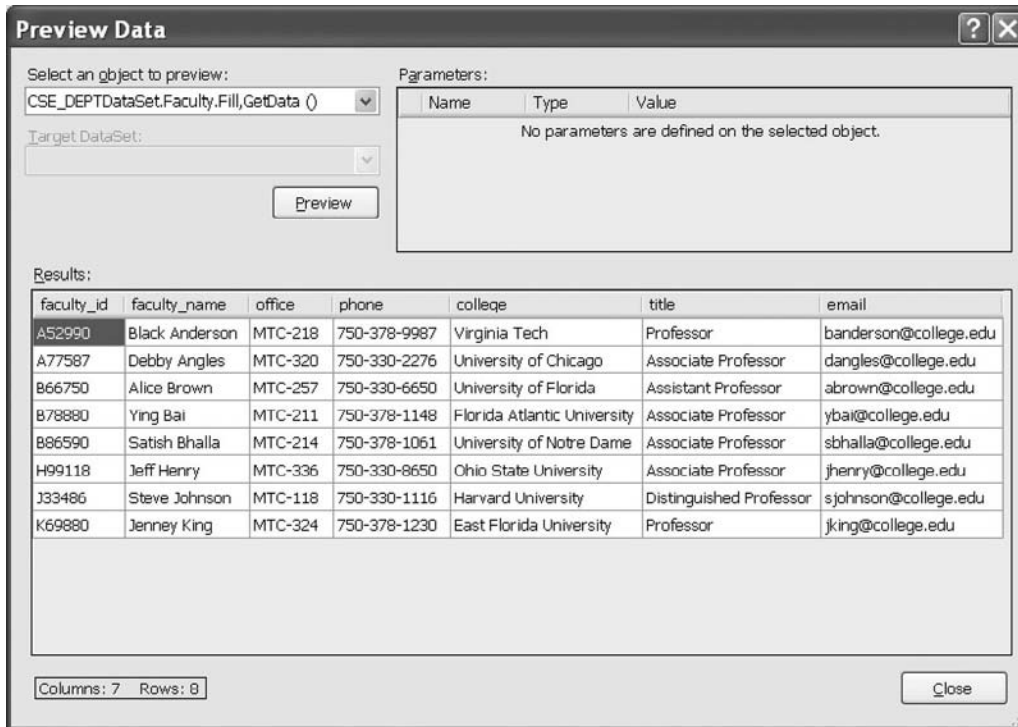 Preview Data
Select an object to preview:
CSE_DEPTDataSet.Faculty.Fill,GetData ()
Target DataSet:
Preview
Parameters:
Name Type Value
No parameters are defined on the selected object.
Results:
faculty_id faculty_name office phone college title email
A52990 Black Anderson MTC-218 750-378-9987 Virginia Tech Professor banderson@college.edu
A77587 Debby Angles MTC-320 750-330-2276 University of Chicago Associate Professor dangles@college.edu
B66750 Alice Brown MTC-257 750-330-6650 University of Florida Assistant Professor abrown@college.edu
B78880 Ying Bai MTC-211 750-378-1148 Florida Atlantic University Associate Professor ybai@college.edu
B86590 Satish Bhalla MTC-214 750-378-1061 University of Notre Dame Associate Professor sbhalla@college.edu
H99118 Jeff Henry MTC-336 750-330-8650 Ohio State University Associate Professor jhenry@college.edu
J33486 Steve Johnson MTC-118 750-330-1116 Harvard University Distinguished Professor sjohnson@college.edu
K69880 Jenney King MTC-324 750-378-1230 East Florida University Professor jking@college.edu
Columns: 7 Rows: 8
Close